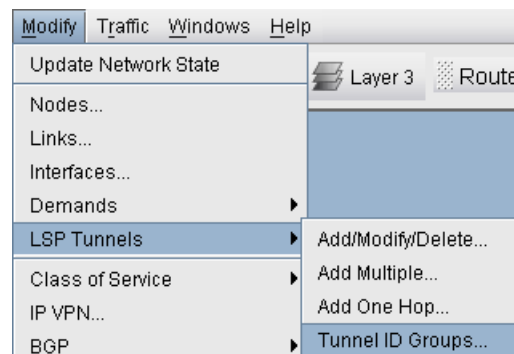 Modify Traffic Windows Help
Update Network State
Layer 3 Route
Nodes...
Links...
Interfaces...
Demands
LSP Tunnels
Add/Modify/Delete...
Class of Service
Add Multiple...
IP VPN...
Add One Hop...
BGP
Tunnel ID Groups...